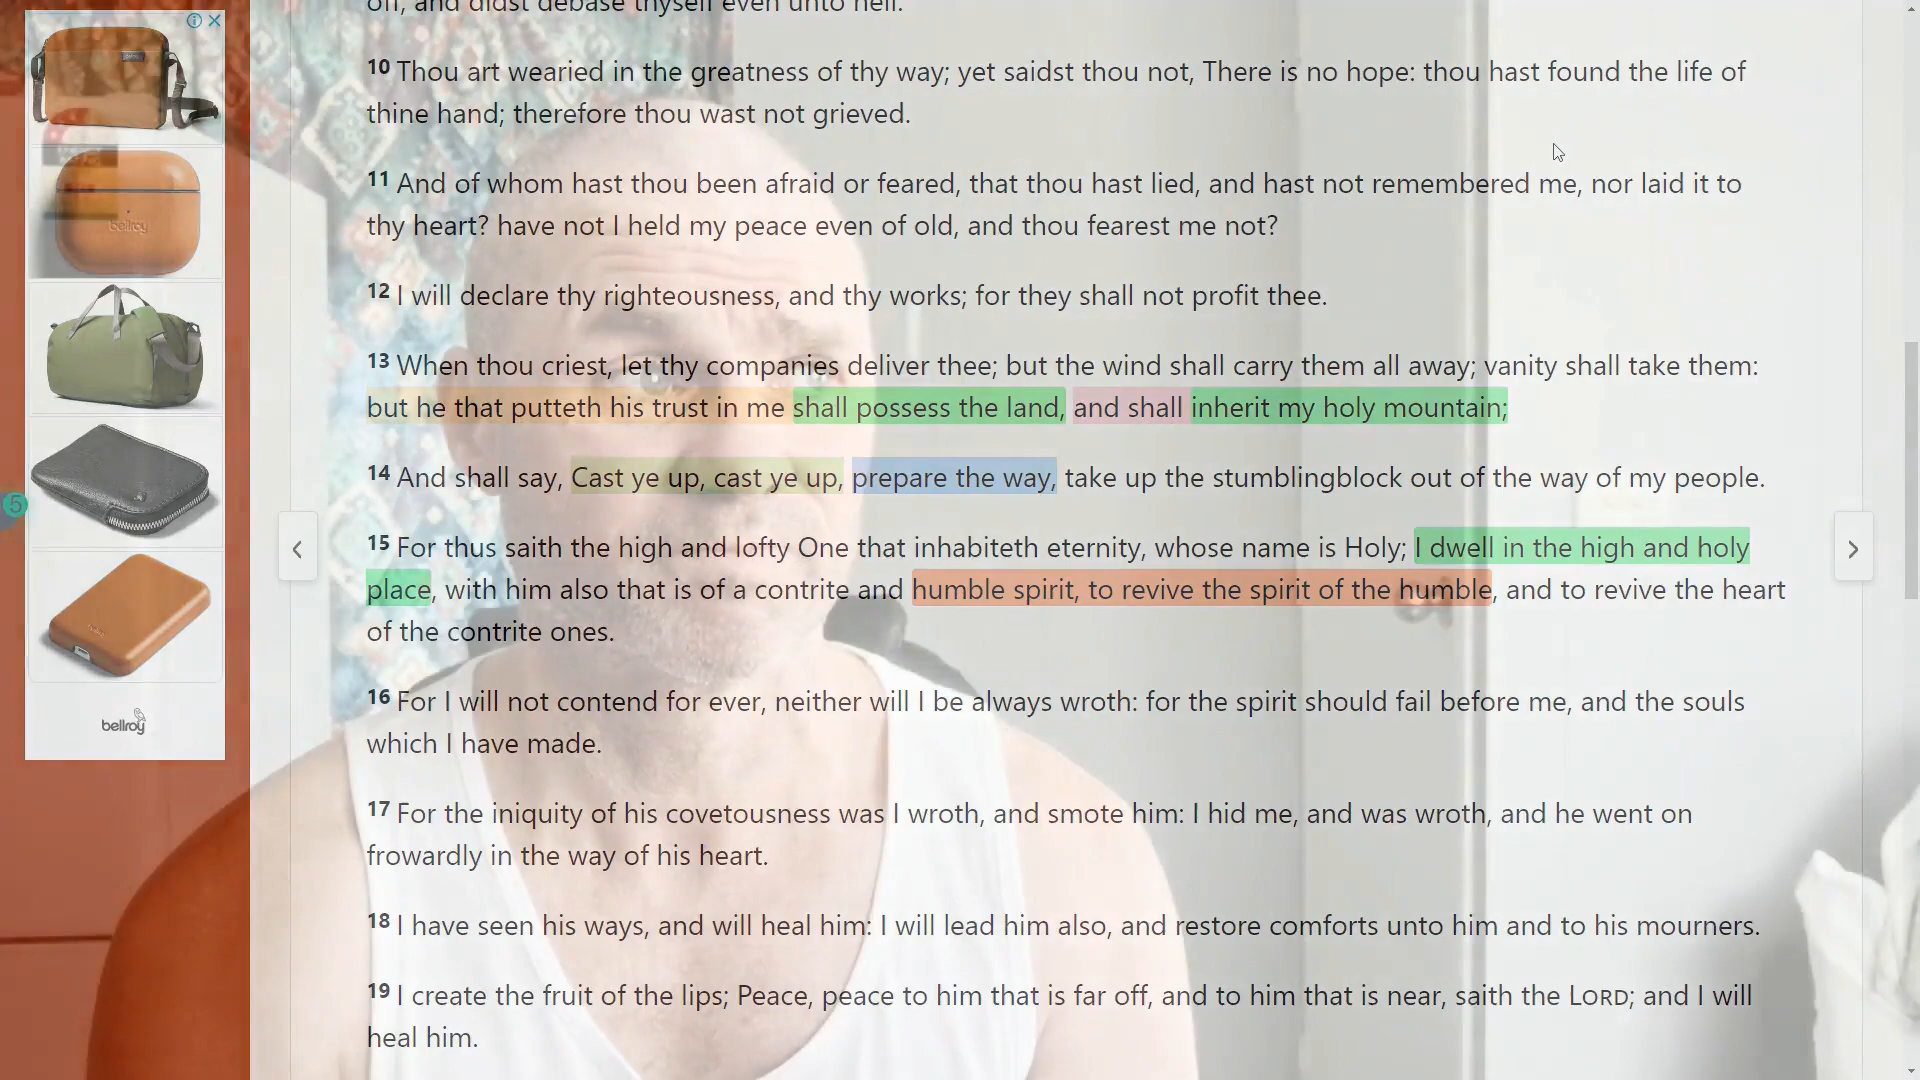 off, and didst debase thyself even unto hell.
10 Thou art wearied in the greatness of thy way; yet saidst thou not, There is no hope: thou hast found the life of
thine hand; therefore thou wast not grieved.
11 And of whom hast thou been afraid or feared, that thou hast lied, and hast not remembered me, nor laid it to
thy heart? have not I held my peace even of old, and thou fearest me not?
12 I will declare thy righteousness, and thy works; for they shall not profit thee.
13 When thou criest, let thy companies deliver thee; but the wind shall carry them all away; vanity shall take them:
but he that putteth his trust in me shall possess the land, and shall inherit my holy mountain;
14 And shall say, Cast ye up, cast ye up, prepare the way, take up the stumblingblock out of the way of my people.
15 For thus saith the high and lofty One that inhabiteth eternity, whose name is Holy; I dwell in the high and holy
place, with him also that is of a contrite and humble spirit, to revive the spirit of the humble, and to revive the heart
of the contrite ones.
16 For I will not contend for ever, neither will I be always wroth: for the spirit should fail before me, and the souls
which I have made.
17 For the iniquity of his covetousness was I wroth, and smote him: I hid me, and was wroth, and he went on
frowardly in the way of his heart.
18 I have seen his ways, and will heal him: I will lead him also, and restore comforts unto him and to his mourners.
19 I create the fruit of the lips; Peace, peace to him that is far off, and to him that is near, saith the LORD; and I will
heal him.
bellroy
5
bellroy